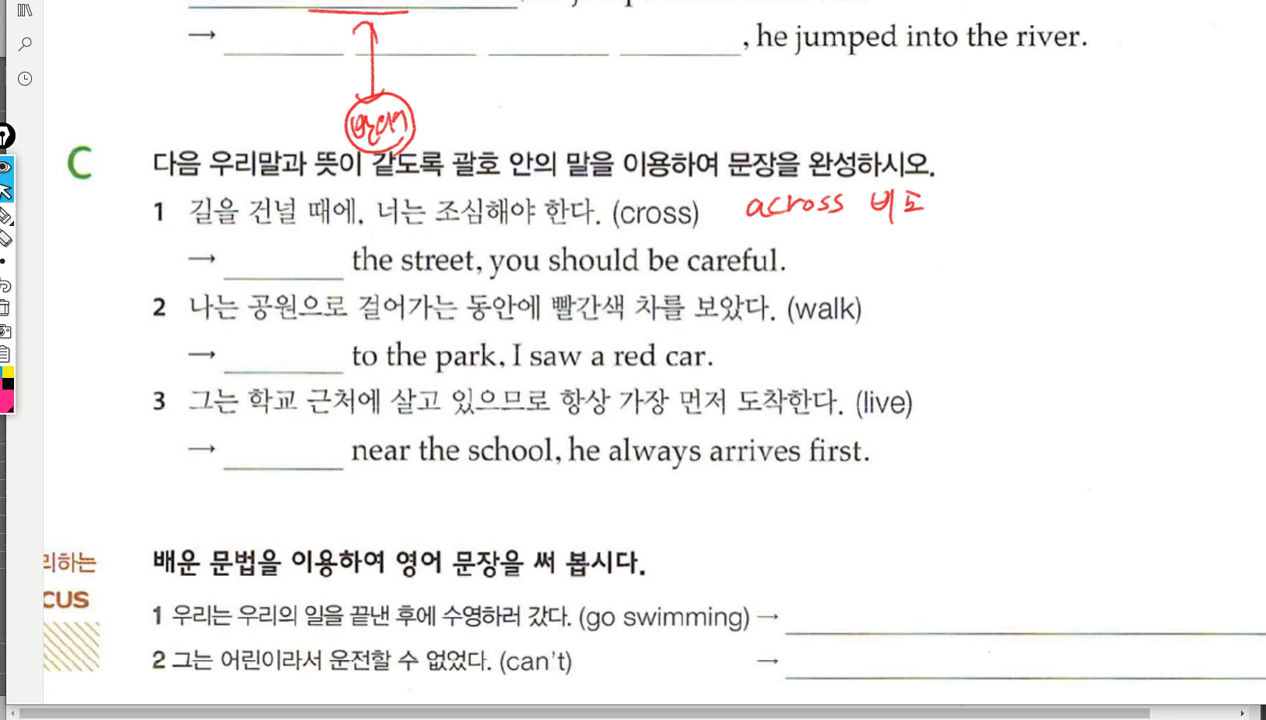 → ________ ________ ________ ________, he jumped into the river.
C 다음 우리말과 뜻이 같도록 괄호 안의 말을 이용하여 문장을 완성하시오.
1 길을 건널 때에, 너는 조심해야 한다. (cross) across 비교
→ ________ the street, you should be careful.
2 나는 공원으로 걸어가는 동안에 빨간색 차를 보았다. (walk)
→ ________ to the park, I saw a red car.
3 그는 학교 근처에 살고 있으므로 항상 가장 먼저 도착한다. (live)
→ ________ near the school, he always arrives first.
리하는 배운 문법을 이용하여 영어 문장을 써 봅시다.
CUS
1 우리는 우리의 일을 끝낸 후에 수영하러 갔다. (go swimming) →
2 그는 어린이라서 운전할 수 없었다. (can't) →